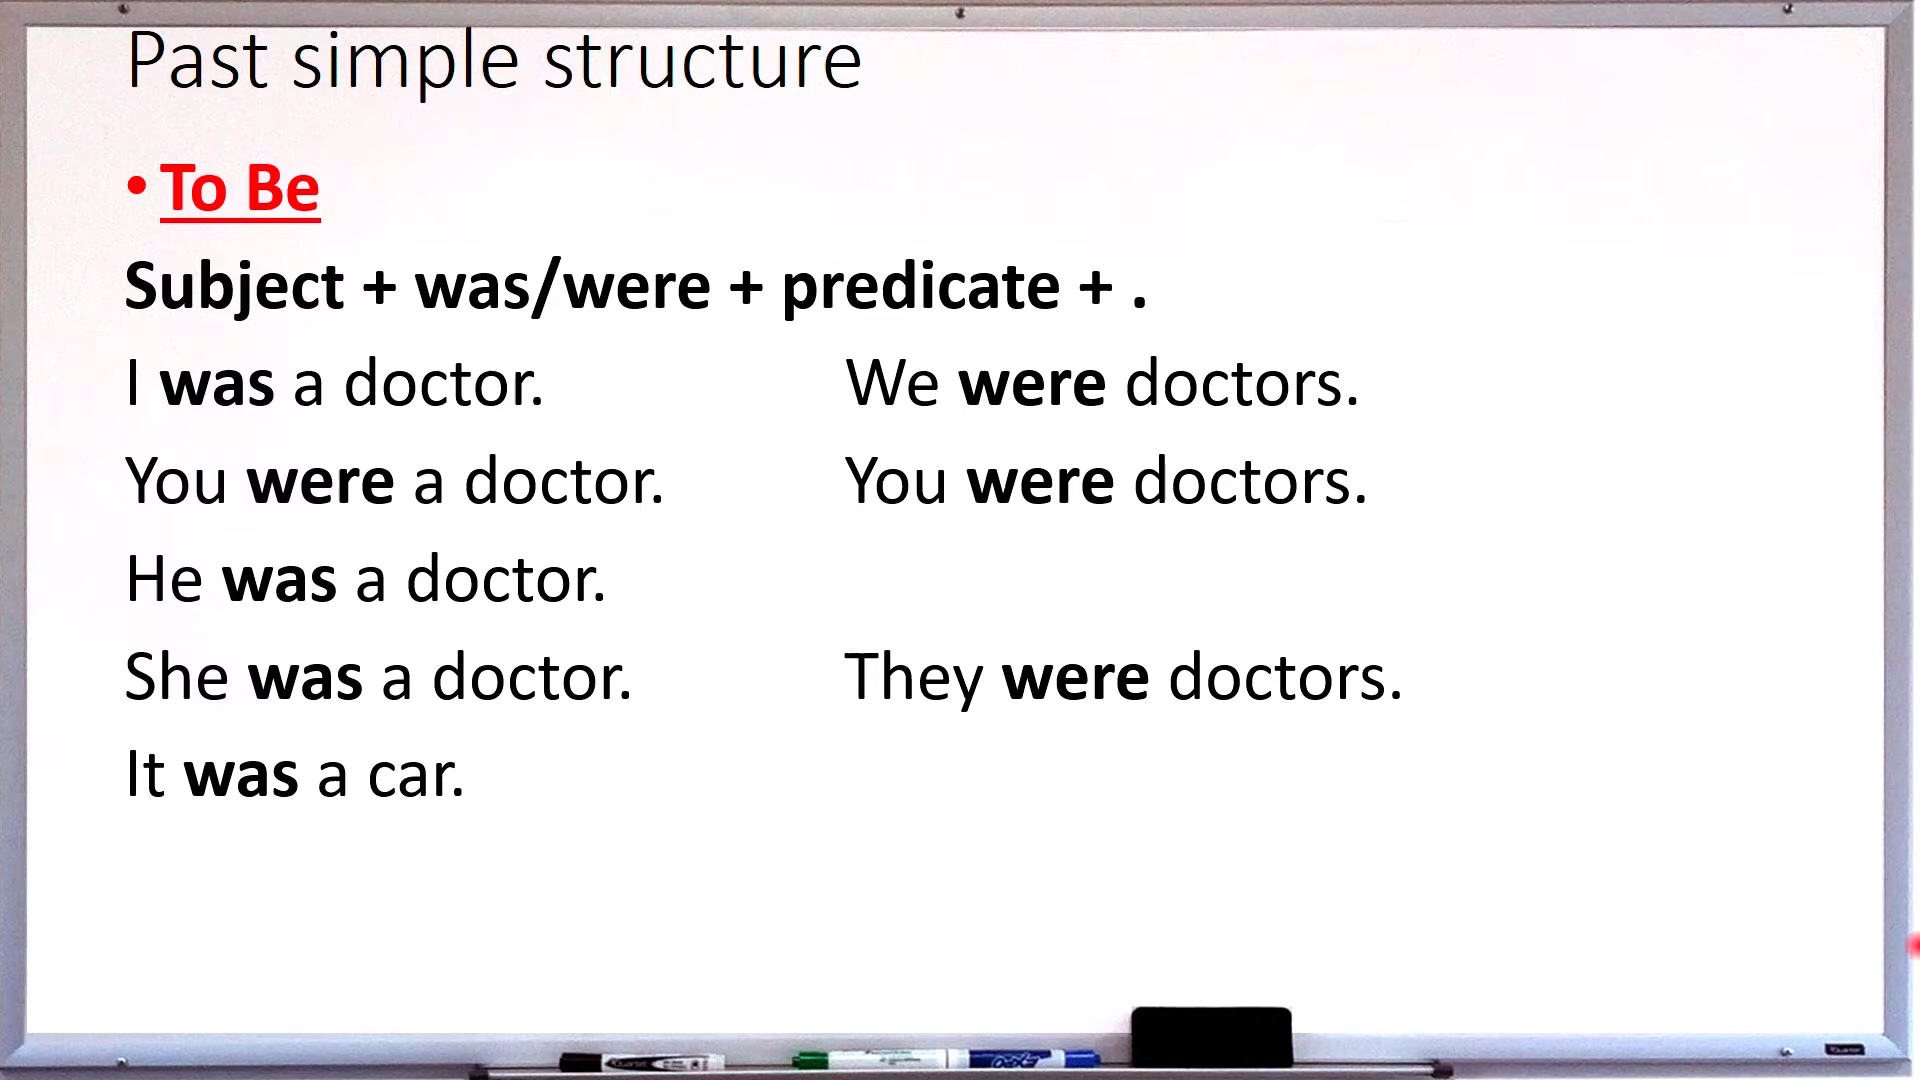 Past simple structure
• To Be
Subject + was/were + predicate + .
I was a doctor. We were doctors.
You were a doctor. You were doctors.
He was a doctor.
She was a doctor. They were doctors.
It was a car.